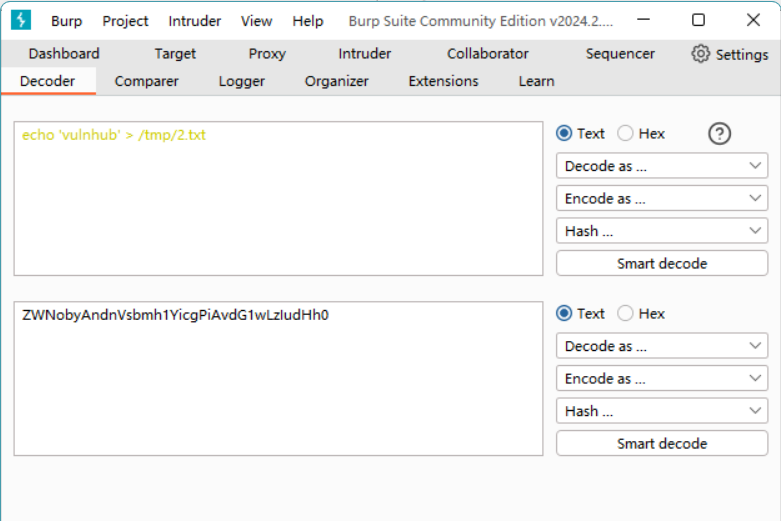 Burp Project Intruder View Help Burp Suite Community Edition v2024.2....
Dashboard Target Proxy Intruder Collaborator Sequencer Settings
Decoder Comparer Logger Organizer Extensions Learn
echo 'vulnhub' > /tmp/2.txt
Text Hex ?
Decode as ...
Encode as ...
Hash ...
Smart decode
ZWNobyAndnVsbmh1YicgPiAvdG1wLzIudHh0
Text Hex
Decode as ...
Encode as ...
Hash ...
Smart decode